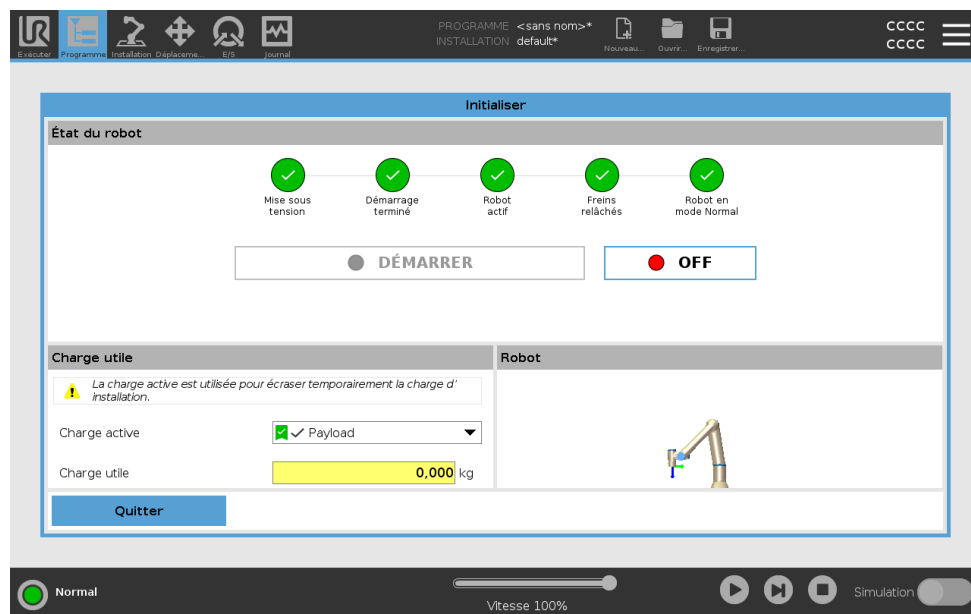 PROGRAMME <sans nom>*
INSTALLATION default*
Exécuter
Programme
Installation
Déplaceme...
E/S
Journal
Nouveau...
Ouvrir...
Enregistrer...
CCCC
CCCC
Initialiser
État du robot
Mise sous
tension
Démarrage
terminé
Robot
actif
Freins
relâchés
Robot en
mode Normal
DÉMARRER
OFF
Charge utile
Robot
La charge active est utilisée pour écraser temporairement la charge d'
installation.
Charge active
Payload
Charge utile
0,000 kg
Quitter
Normal
Vitesse 100%
Simulation